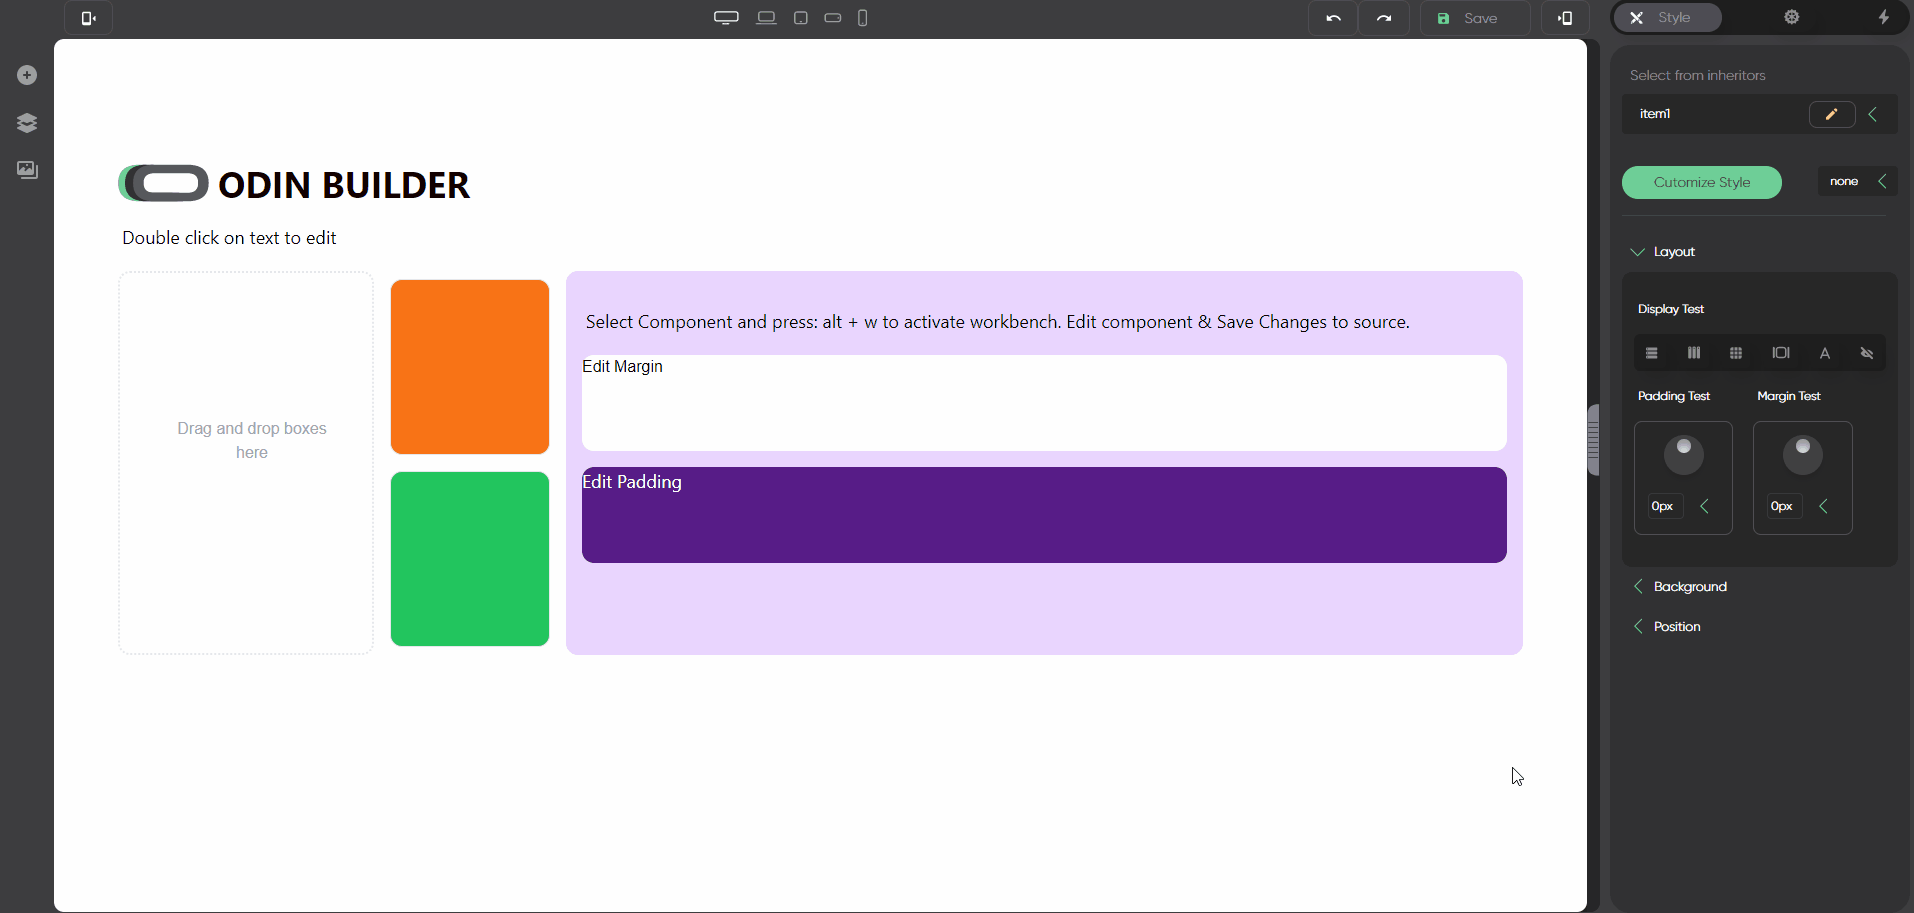 Save
Style
Select from inheritors
item1
Cutomize Style
none
ODIN BUILDER
Double click on text to edit
Layout
Drag and drop boxes
here
Select Component and press: alt + w to activate workbench. Edit component & Save Changes to source.
Edit Margin
Edit Padding
Display Test
A
Padding Test
Margin Test
0px
0px
Background
Position